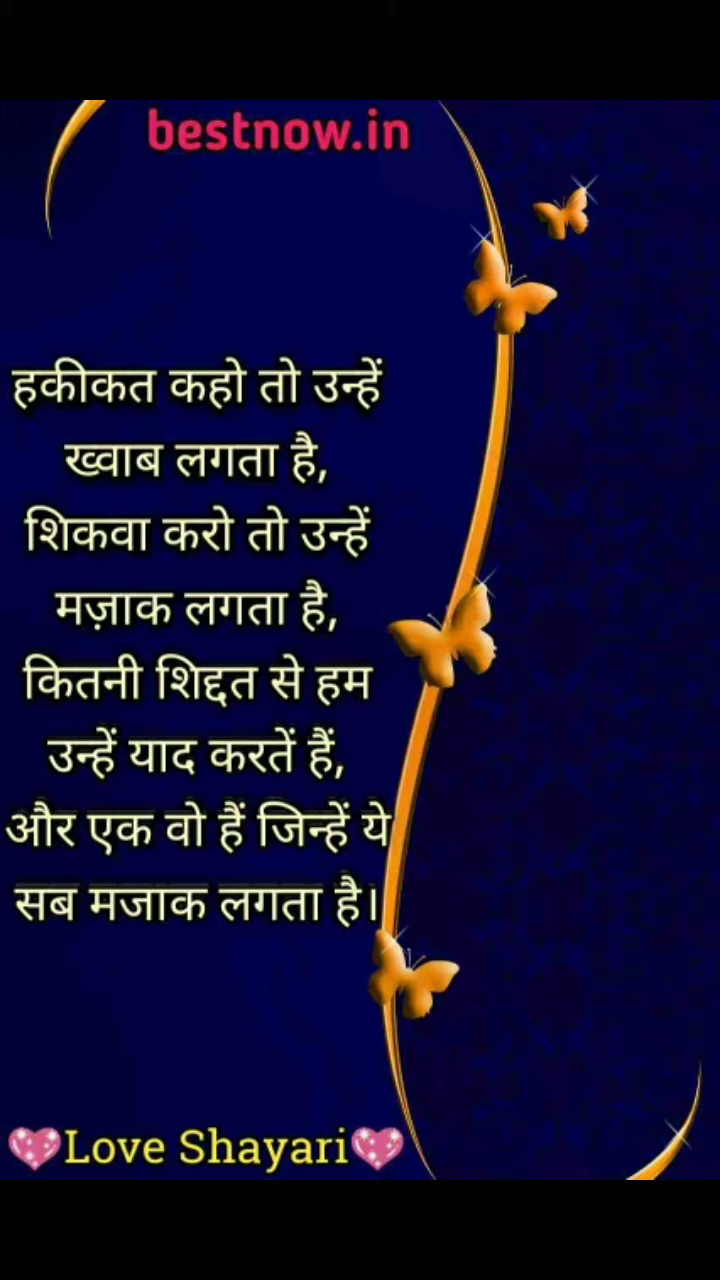 bestnow.in
हकीकत कहो तो उन्हें
ख्वाब लगता है,
शिकवा करो तो उन्हें
मज़ाक लगता है,
कितनी शिद्दत से हम
उन्हें याद करतें हैं,
और एक वो हैं जिन्हें ये
सब मजाक लगता है।
💖Love Shayari💖